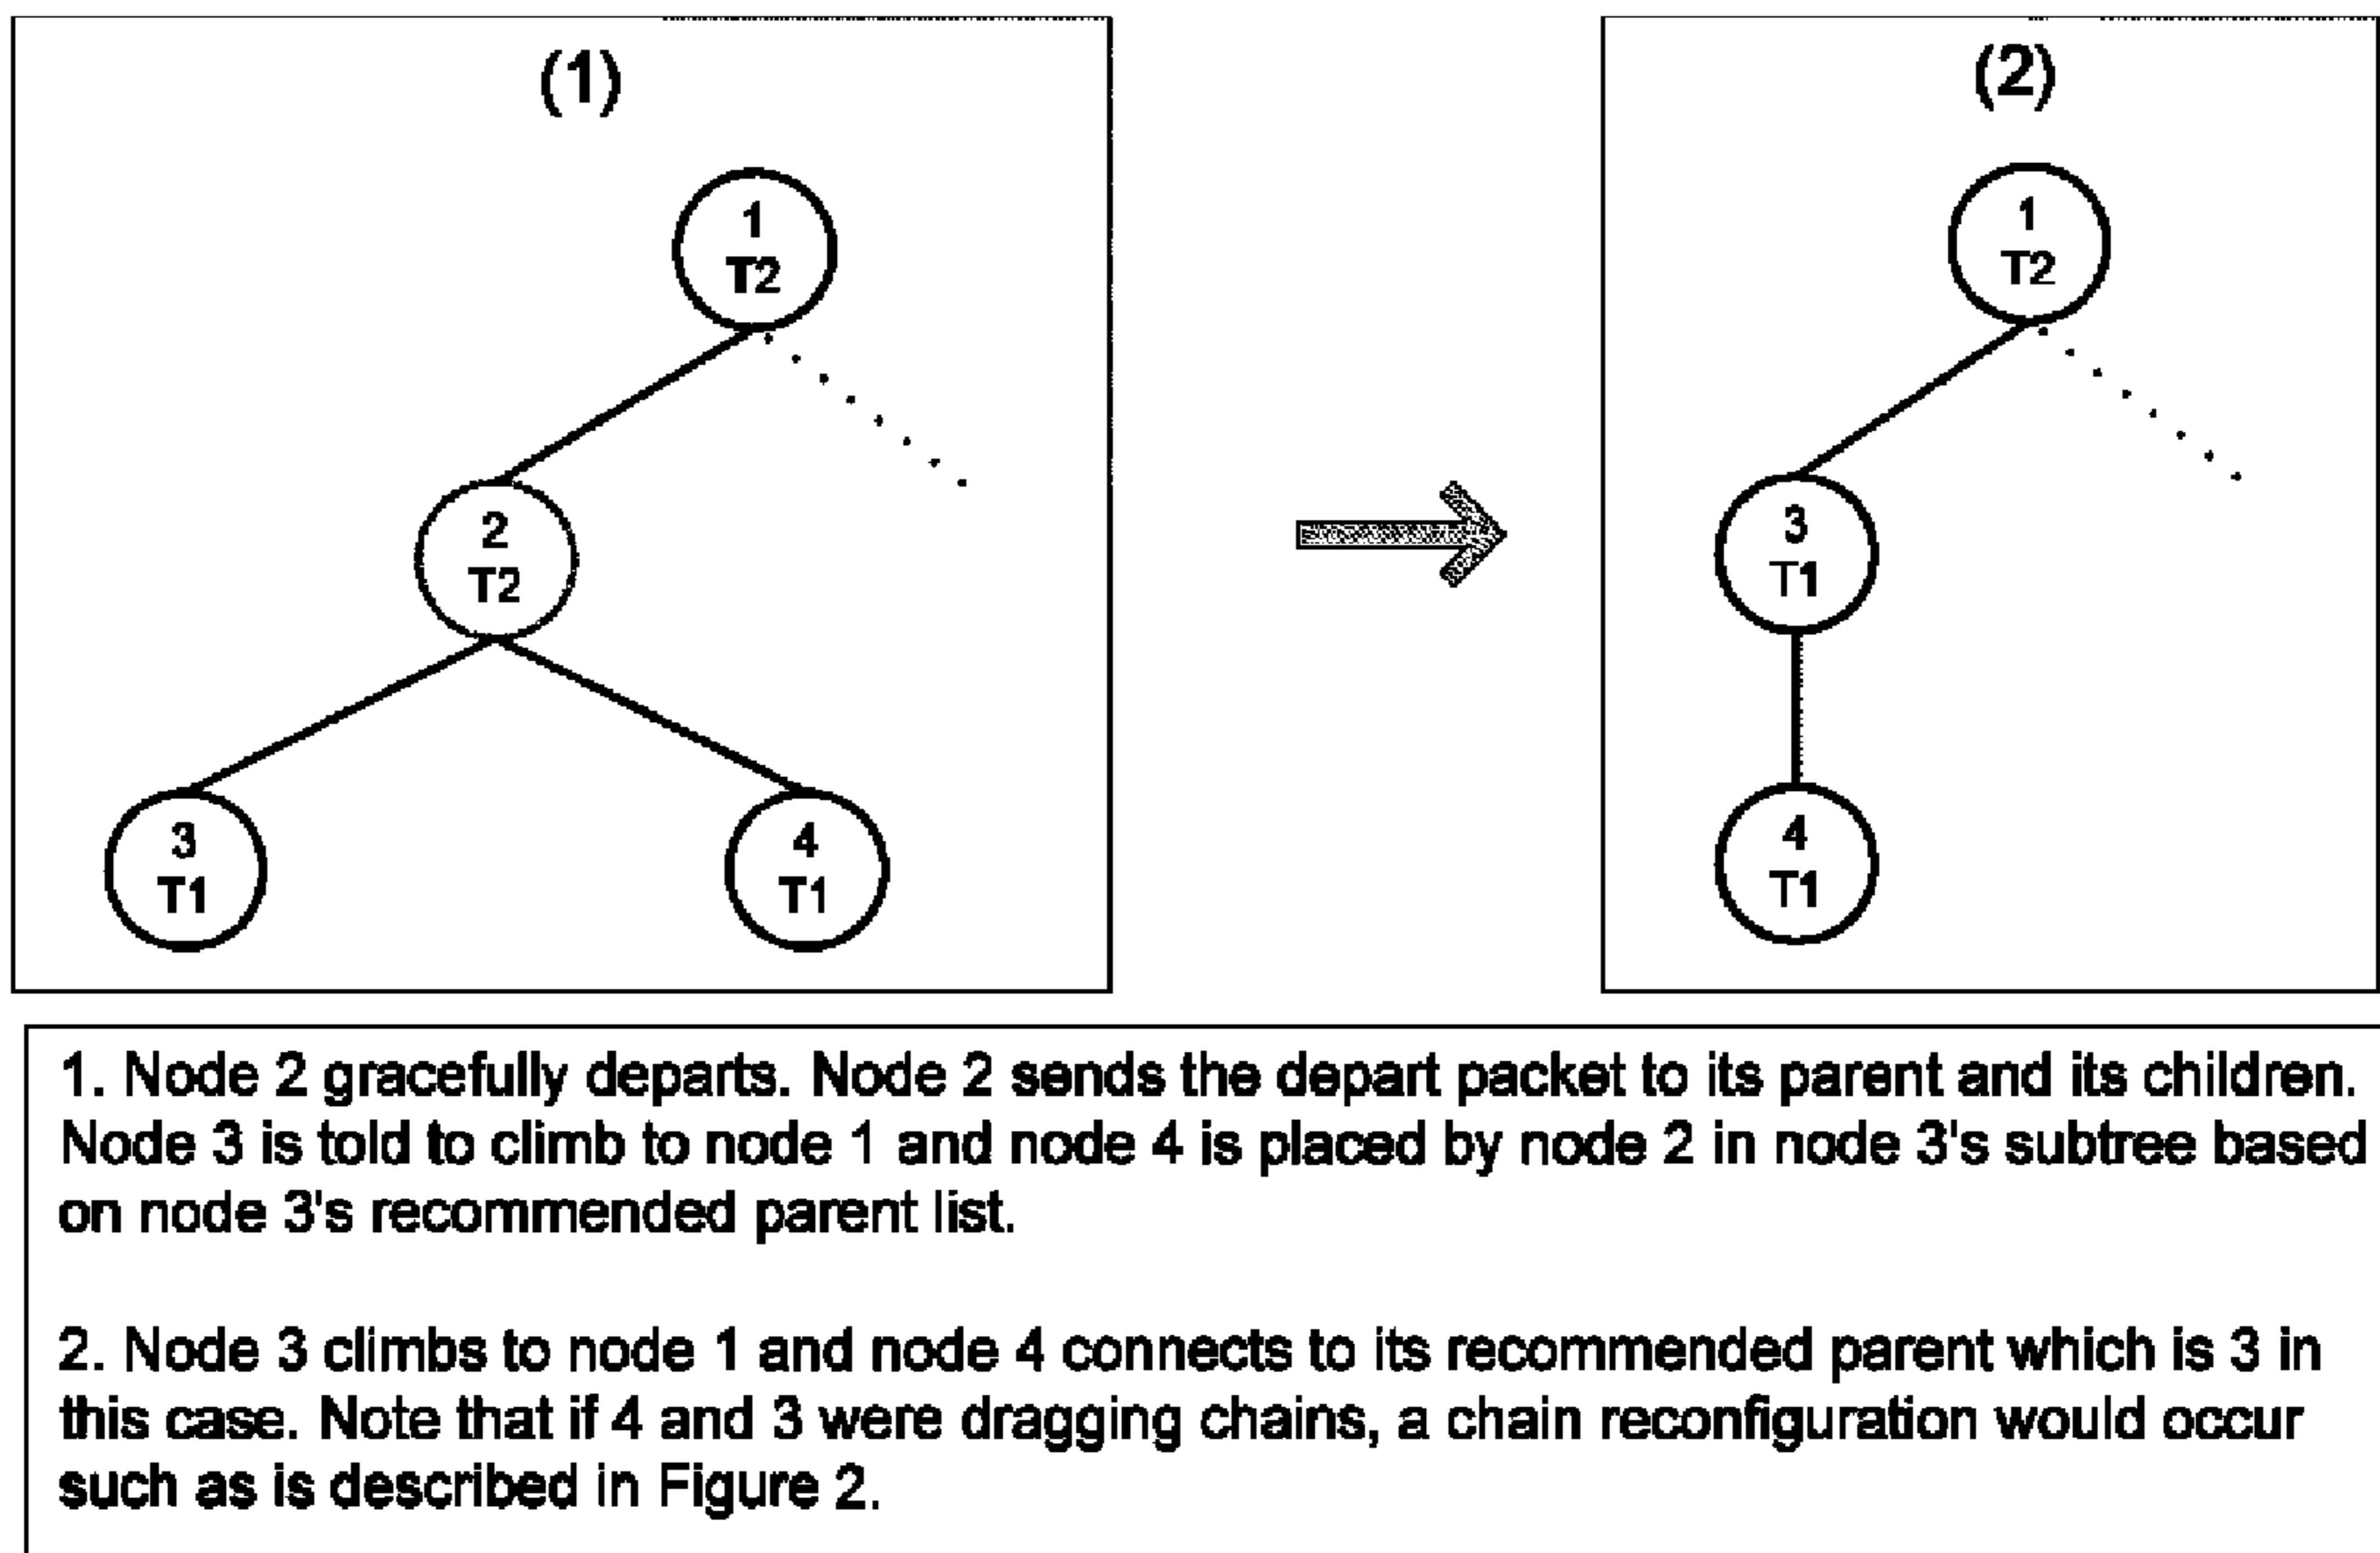 (1)
1
T2
2
T2
3
T1
4
T1
(2)
1
T2
3
T1
4
T1
1. Node 2 gracefully departs. Node 2 sends the depart packet to its parent and its children.
Node 3 is told to climb to node 1 and node 4 is placed by node 2 in node 3's subtree based
on node 3's recommended parent list.
2. Node 3 climbs to node 1 and node 4 connects to its recommended parent which is 3 in
this case. Note that if 4 and 3 were dragging chains, a chain reconfiguration would occur
such as is described in Figure 2.